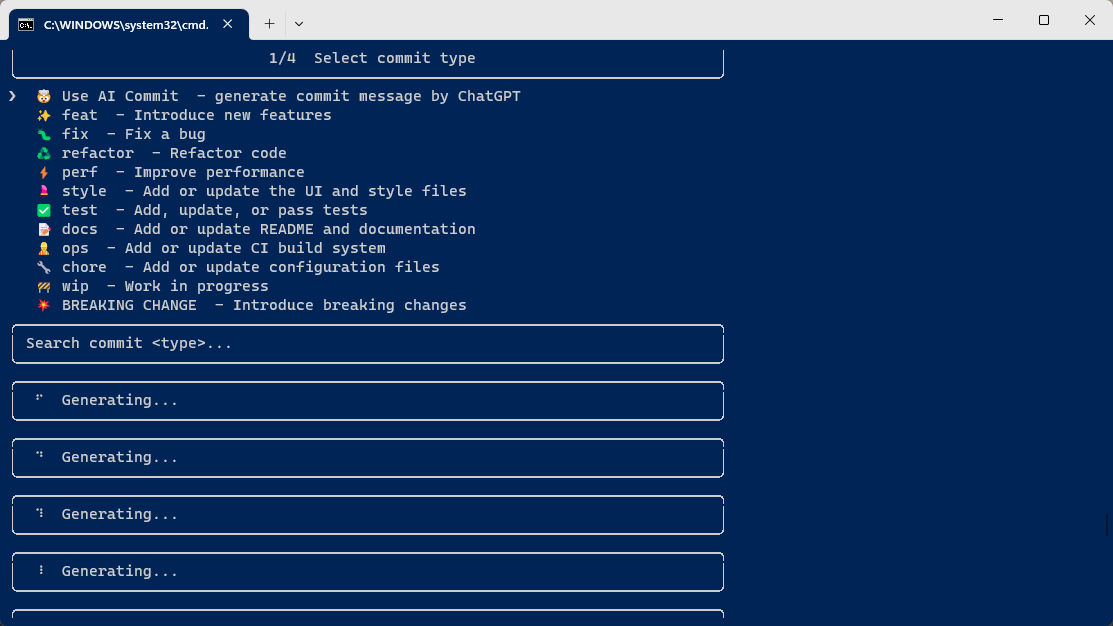 C:\WINDOWS\system32\cmd.
1/4 Select commit type
❯ 🤯 Use AI Commit – generate commit message by ChatGPT
✨ feat – Introduce new features
🐛 fix – Fix a bug
♻️ refactor – Refactor code
⚡ perf – Improve performance
💄 style – Add or update the UI and style files
✅ test – Add, update, or pass tests
📝 docs – Add or update README and documentation
👷 ops – Add or update CI build system
🔧 chore – Add or update configuration files
🚧 wip – Work in progress
💥 BREAKING CHANGE – Introduce breaking changes
Search commit <type>...
Generating...
Generating...
Generating...
Generating...